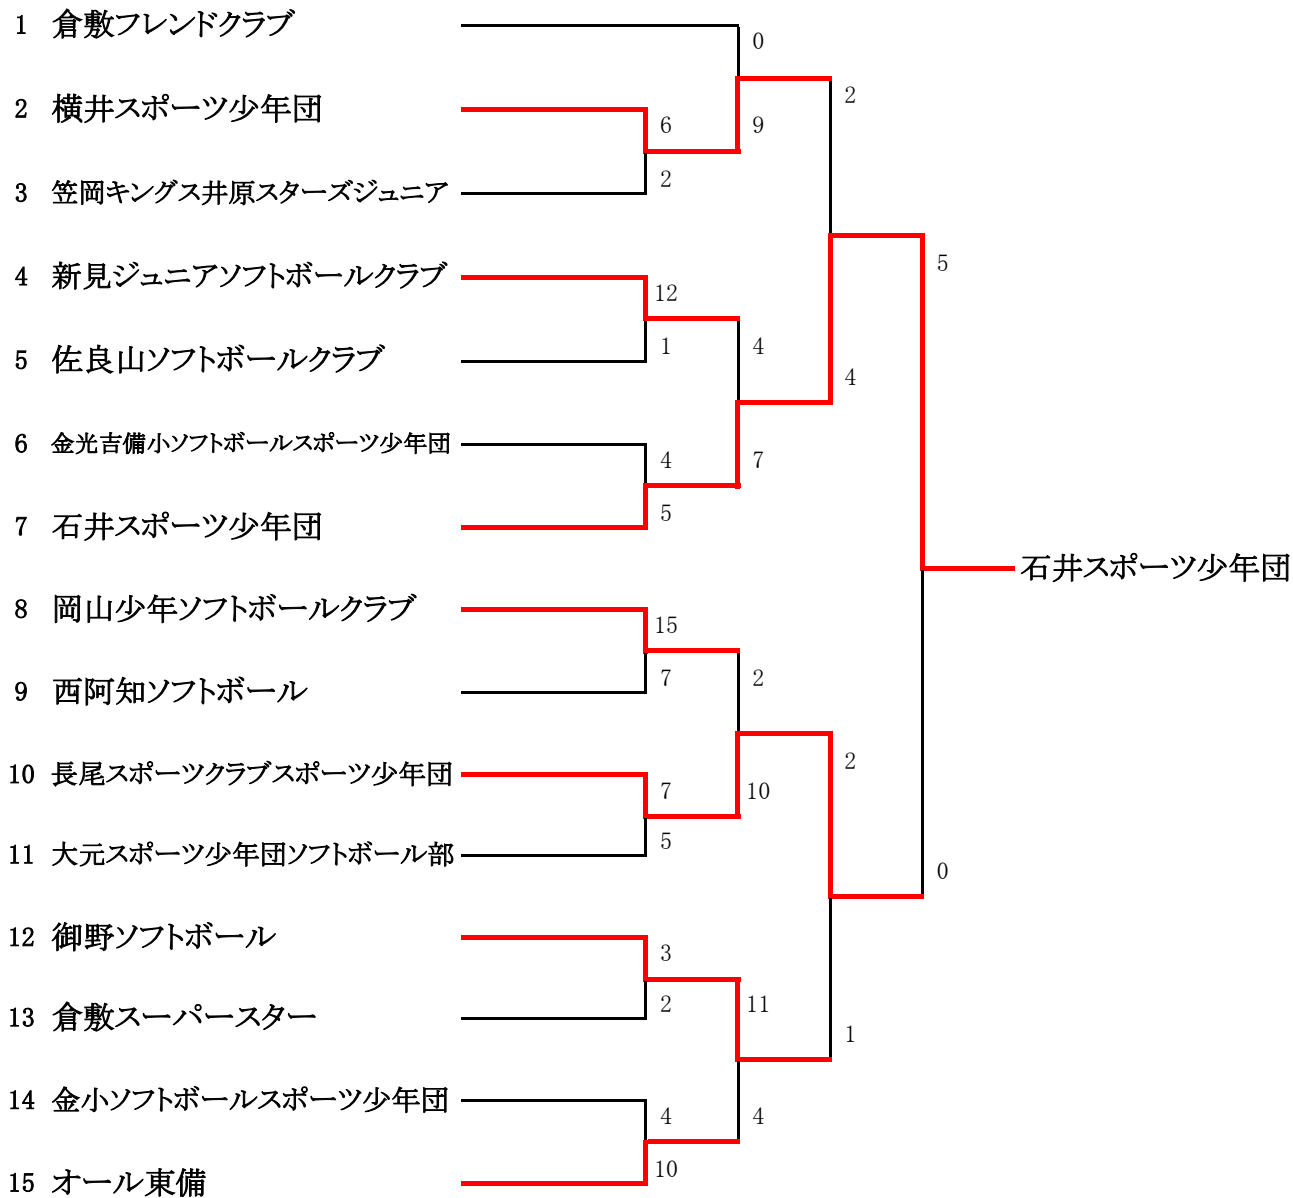 1 倉敷フレンドクラブ
0
2
2 横井スポーツ少年団
6
9
2
3 笠岡キングス井原スターズジュニア
5
4 新見ジュニアソフトボールクラブ
12
1
4
5 佐良山ソフトボールクラブ
4
6 金光吉備小ソフトボールスポーツ少年団
4
7
5
7 石井スポーツ少年団
石井スポーツ少年団
8 岡山少年ソフトボールクラブ
15
7
2
9 西阿知ソフトボール
2
10 長尾スポーツクラブスポーツ少年団
7
10
5
11 大元スポーツ少年団ソフトボール部
0
12 御野ソフトボール
3
2
11
13 倉敷スーパースター
1
14 金小ソフトボールスポーツ少年団
4
4
10
15 オール東備